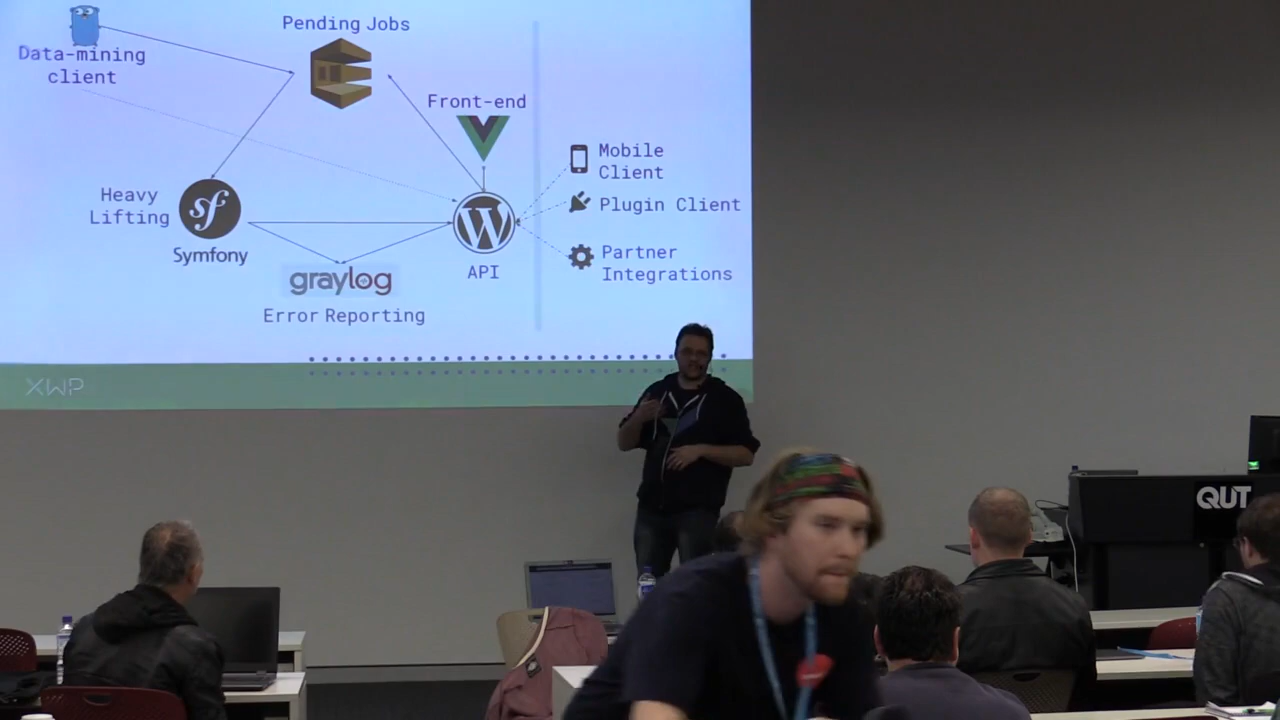 Pending Jobs
Data-mining
client
Front-end
Mobile
Client
Heavy
Lifting
sf
Plugin Client
W
Symfony
Partner
Integrations
API
graylog
Error Reporting
XWP
QUT